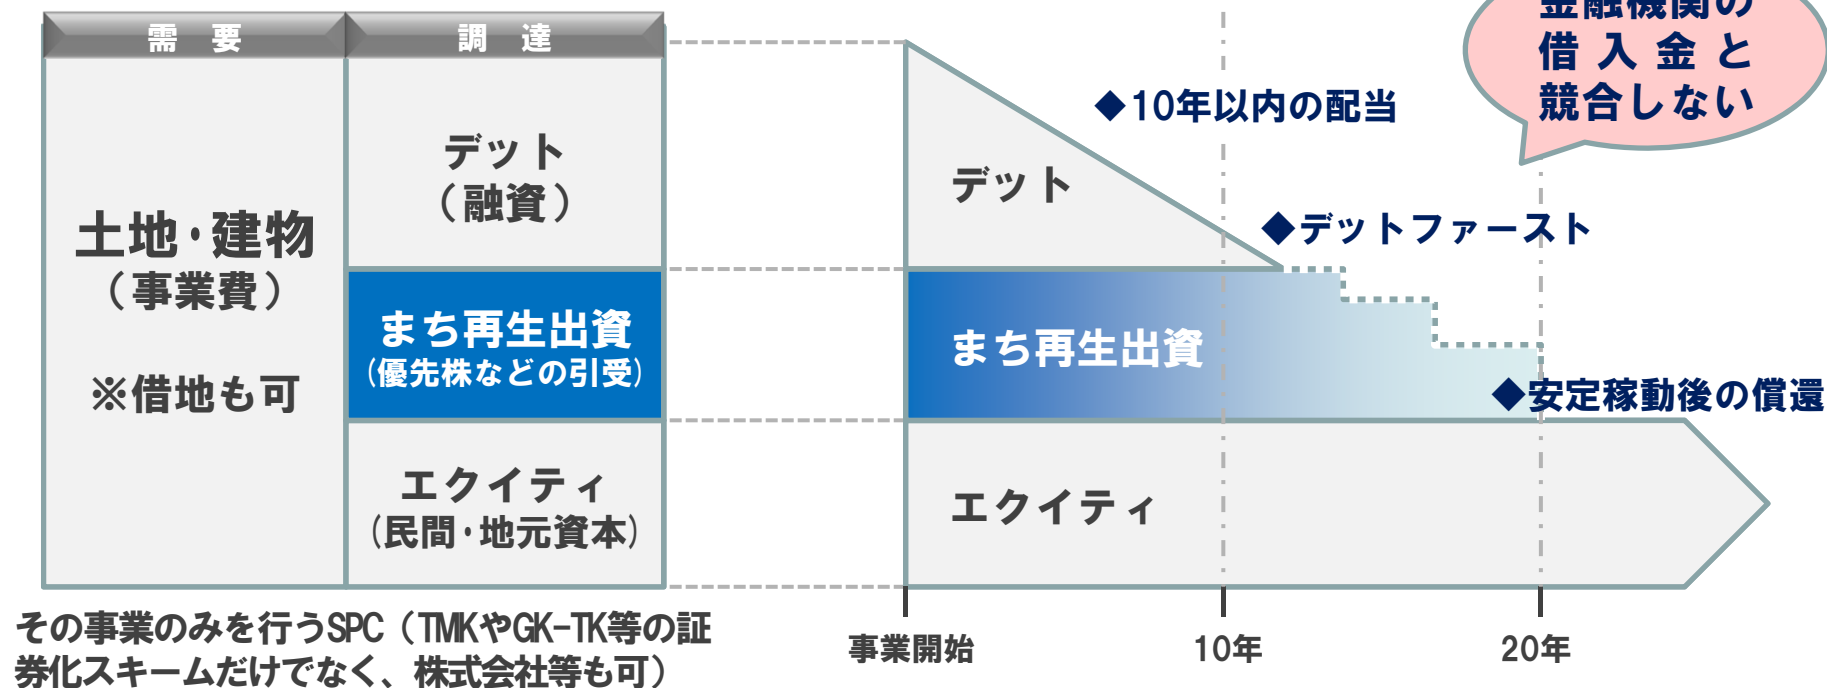 需 要
調 達
土地・建物
（事業費）
※借地も可
デット
（融資）
まち再生出資
(優先株などの引受)
エクイティ
(民間・地元資本)
その事業のみを行うSPC（TMKやGK-TK等の証
券化スキームだけでなく、株式会社等も可）
金融機関の
借入金と
競合しない
◆10年以内の配当
デット
◆デットファースト
まち再生出資
◆安定稼動後の償還
エクイティ
事業開始
10年
20年